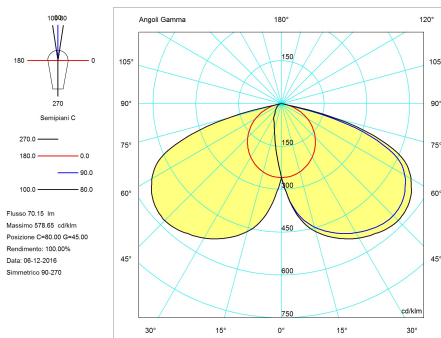 Angoli Gamma 180° 120°
180 0
270
Semipiani C
270.0
180.0 0.0
90.0
100.0 80.0
Flusso 70.15 lm
Massimo 578.65 cd/klm
Posizione C=80.00 G=45.00
Rendimento: 100.00%
Data: 06-12-2016
Simmetrico 90-270
150
105° 105°
90° 90°
150
75° 75°
300
60° 60°
450
45° 600 45°
750
cd/klm
30° 15° 0° 15° 30°